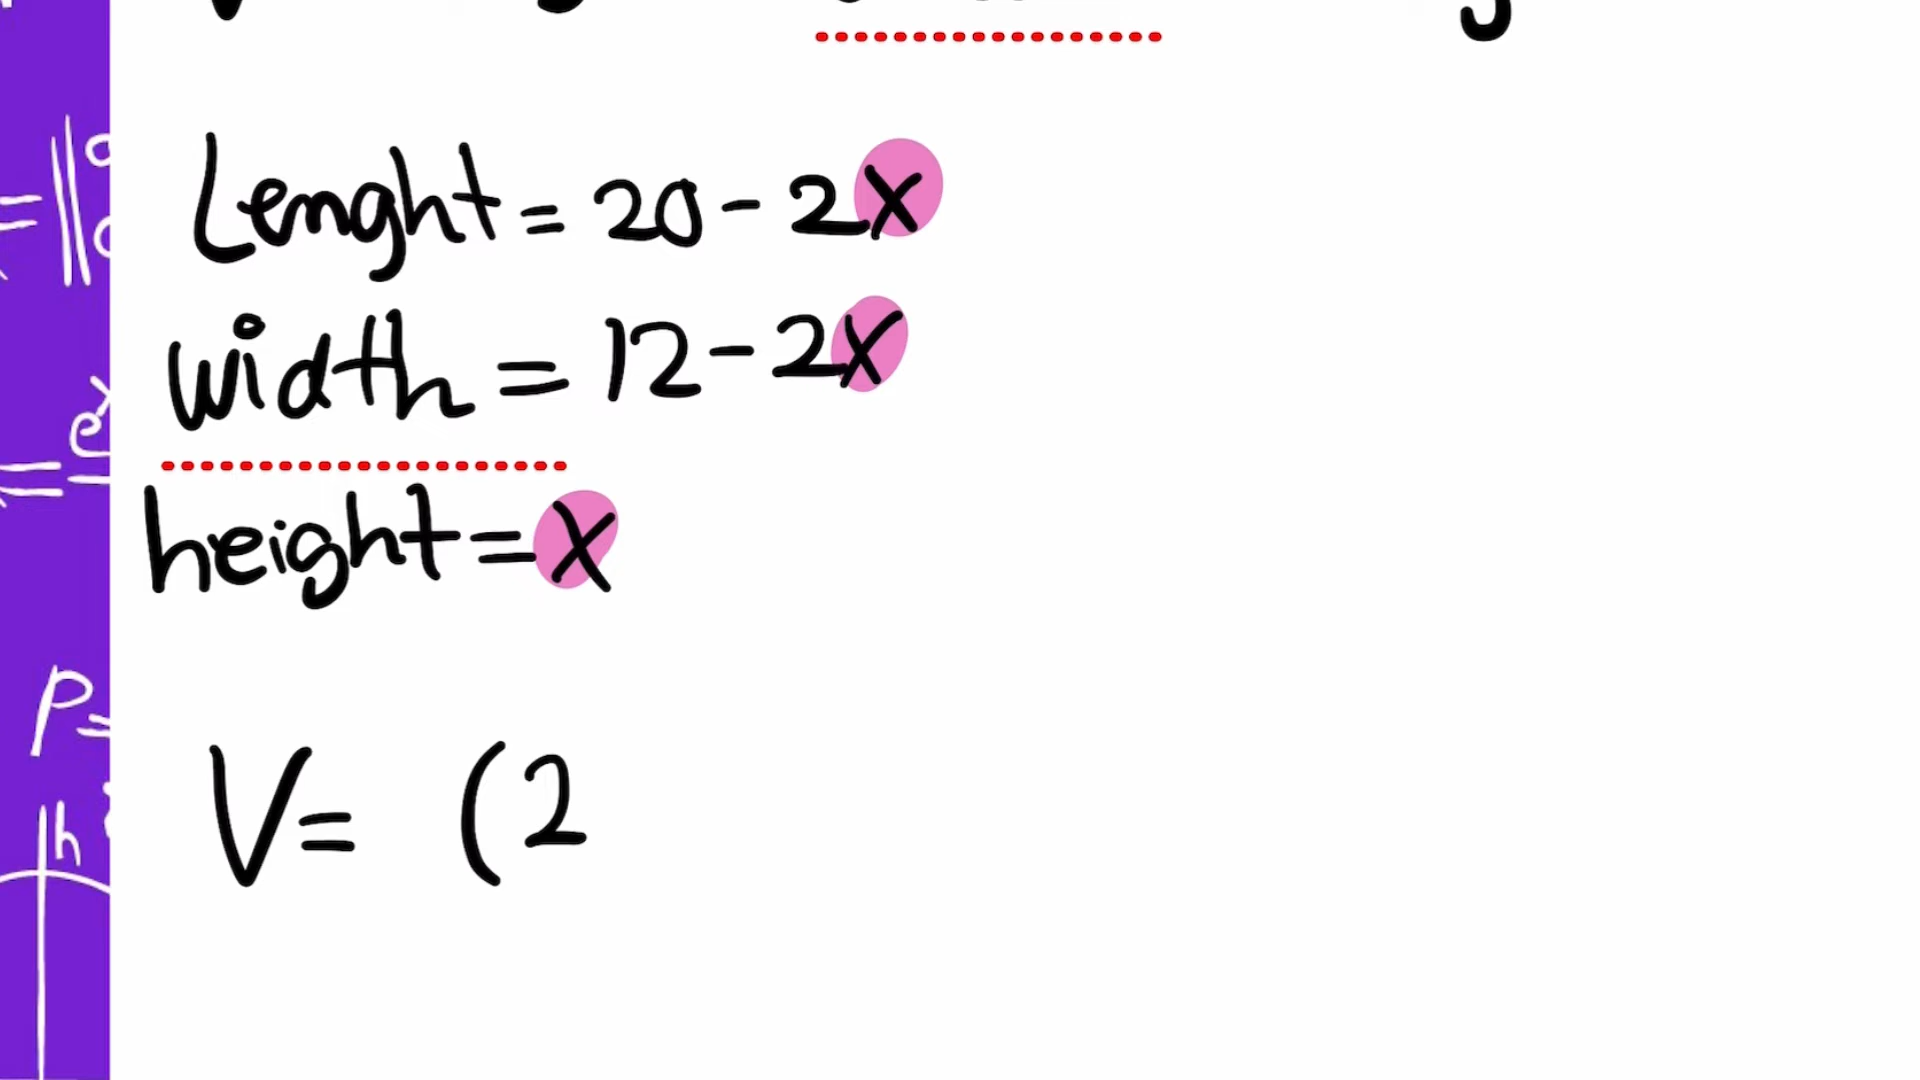 Lenght = 20 - 2x
width = 12 - 2x
height = x
V = (2